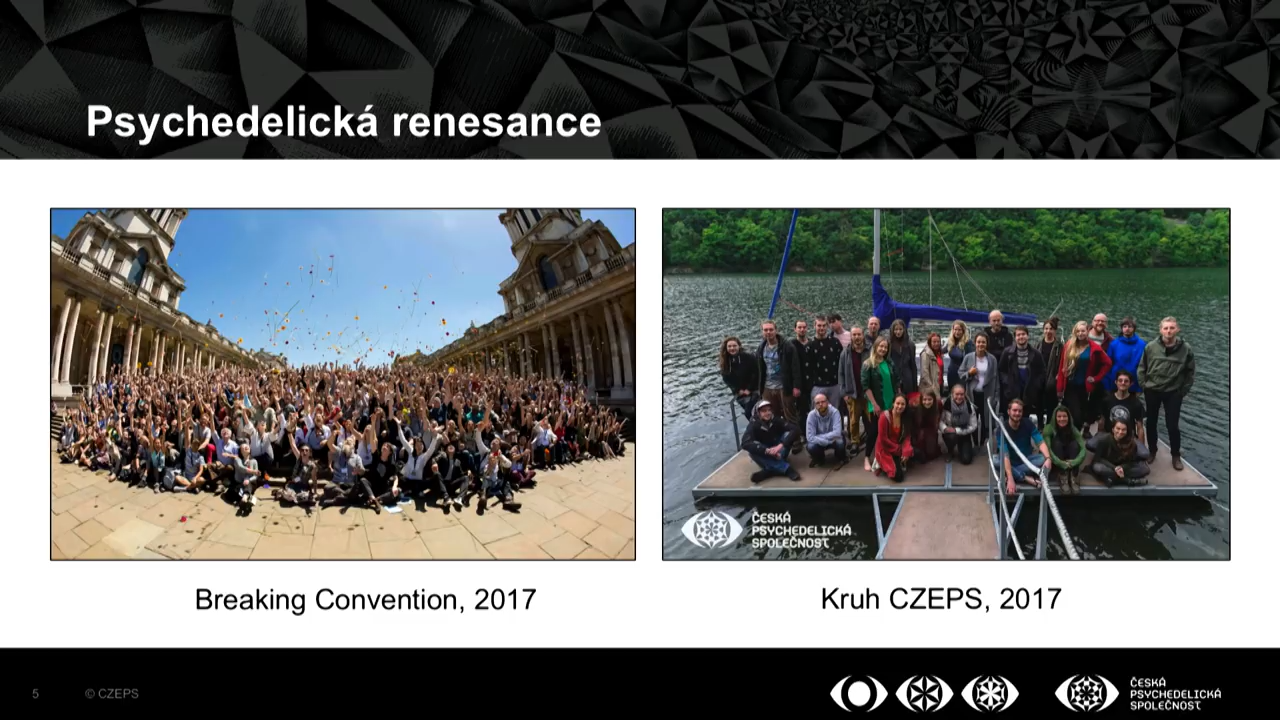 Psychedelická renesance
ČESKÁ
PSYCHEDELICKÁ
SPOLEČNOST
Breaking Convention, 2017
Kruh CZEPS, 2017
5
© CZEPS
ČESKÁ
PSYCHEDELICKÁ
SPOLEČNOST